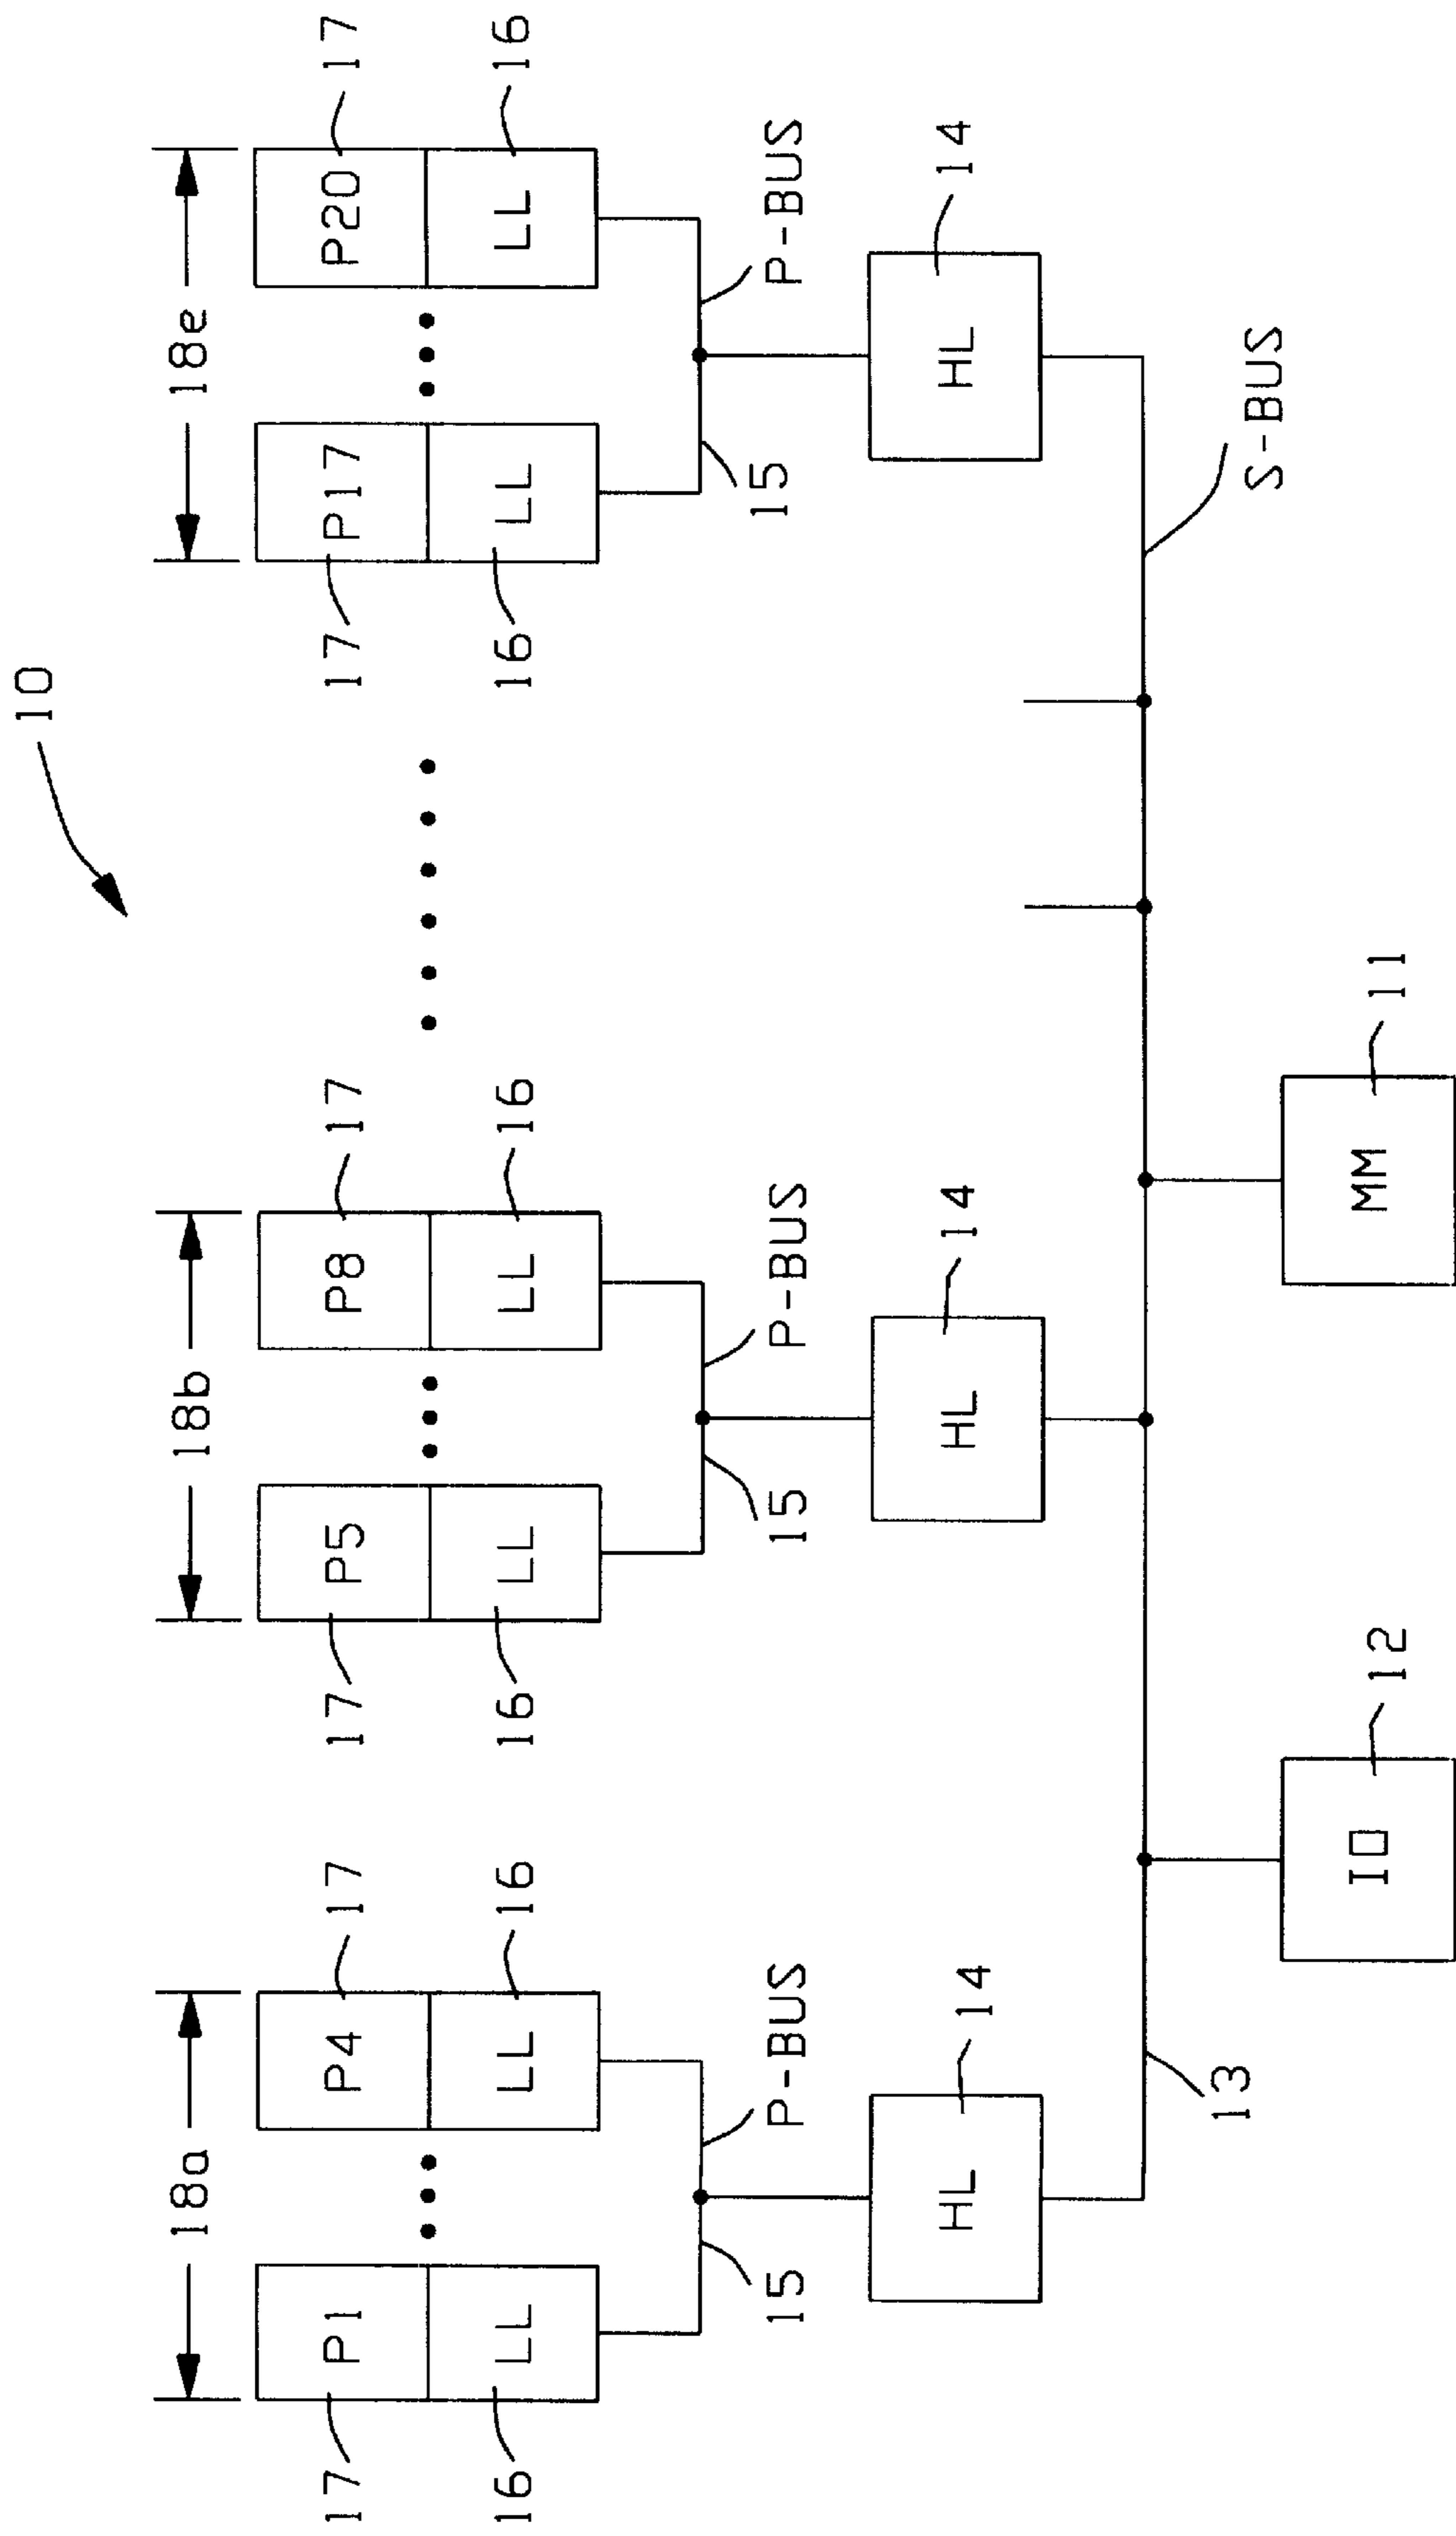 10
18a
18b
18e
17 P1
P4 17
17 P5
P8 17
17 P17
P20 17
16 LL
LL 16
16 LL
LL 16
16 LL
LL 16
15 P-BUS
15 P-BUS
15 P-BUS
HL 14
HL 14
HL 14
13
S-BUS
IO 12
MM 11